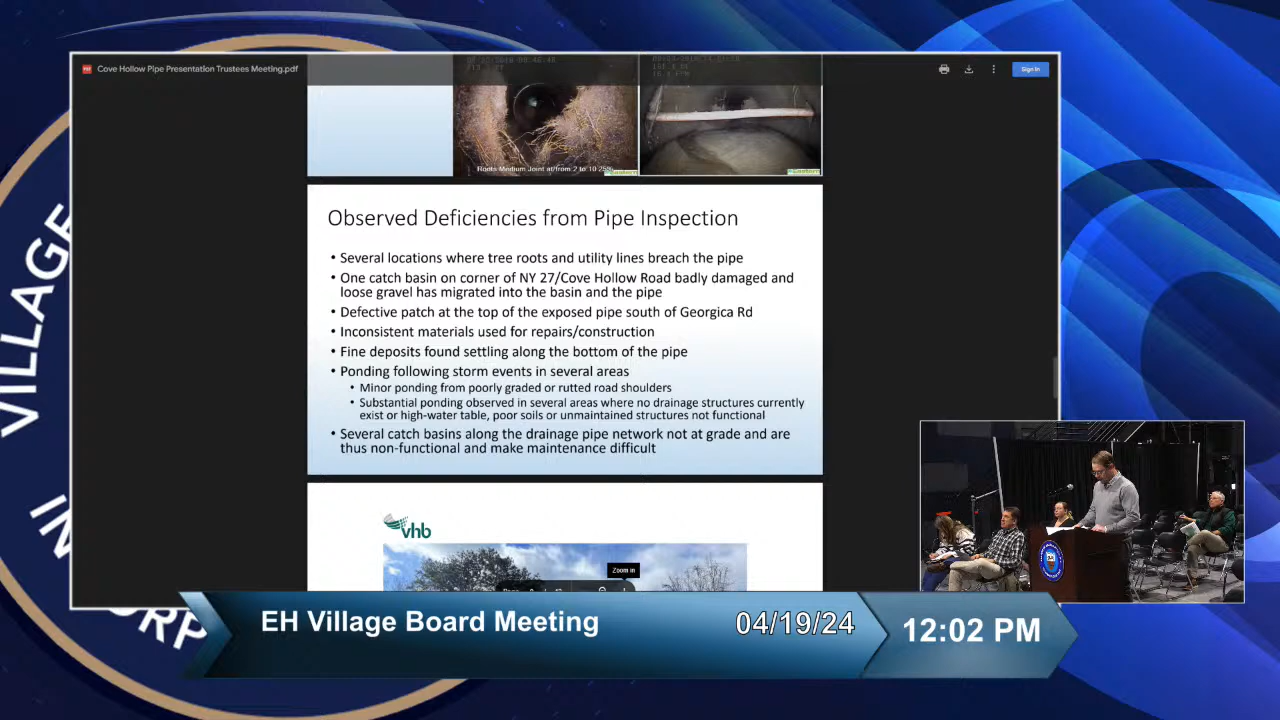 Cove Hollow Pipe Presentation Trustees Meeting.pdf
Sign in
Roots Medium Joint at/from 2 to 10 25%
Observed Deficiencies from Pipe Inspection
• Several locations where tree roots and utility lines breach the pipe
• One catch basin on corner of NY 27/Cove Hollow Road badly damaged and
loose gravel has migrated into the basin and the pipe
• Defective patch at the top of the exposed pipe south of Georgica Rd
• Inconsistent materials used for repairs/construction
• Fine deposits found settling along the bottom of the pipe
• Ponding following storm events in several areas
• Minor ponding from poorly graded or rutted road shoulders
• Substantial ponding observed in several areas where no drainage structures currently
exist or high-water table, poor soils or unmaintained structures not functional
• Several catch basins along the drainage pipe network not at grade and are
thus non-functional and make maintenance difficult
vhb
Zoom in
VILLAGE
IN
ORP
EH Village Board Meeting
04/19/24
12:02 PM